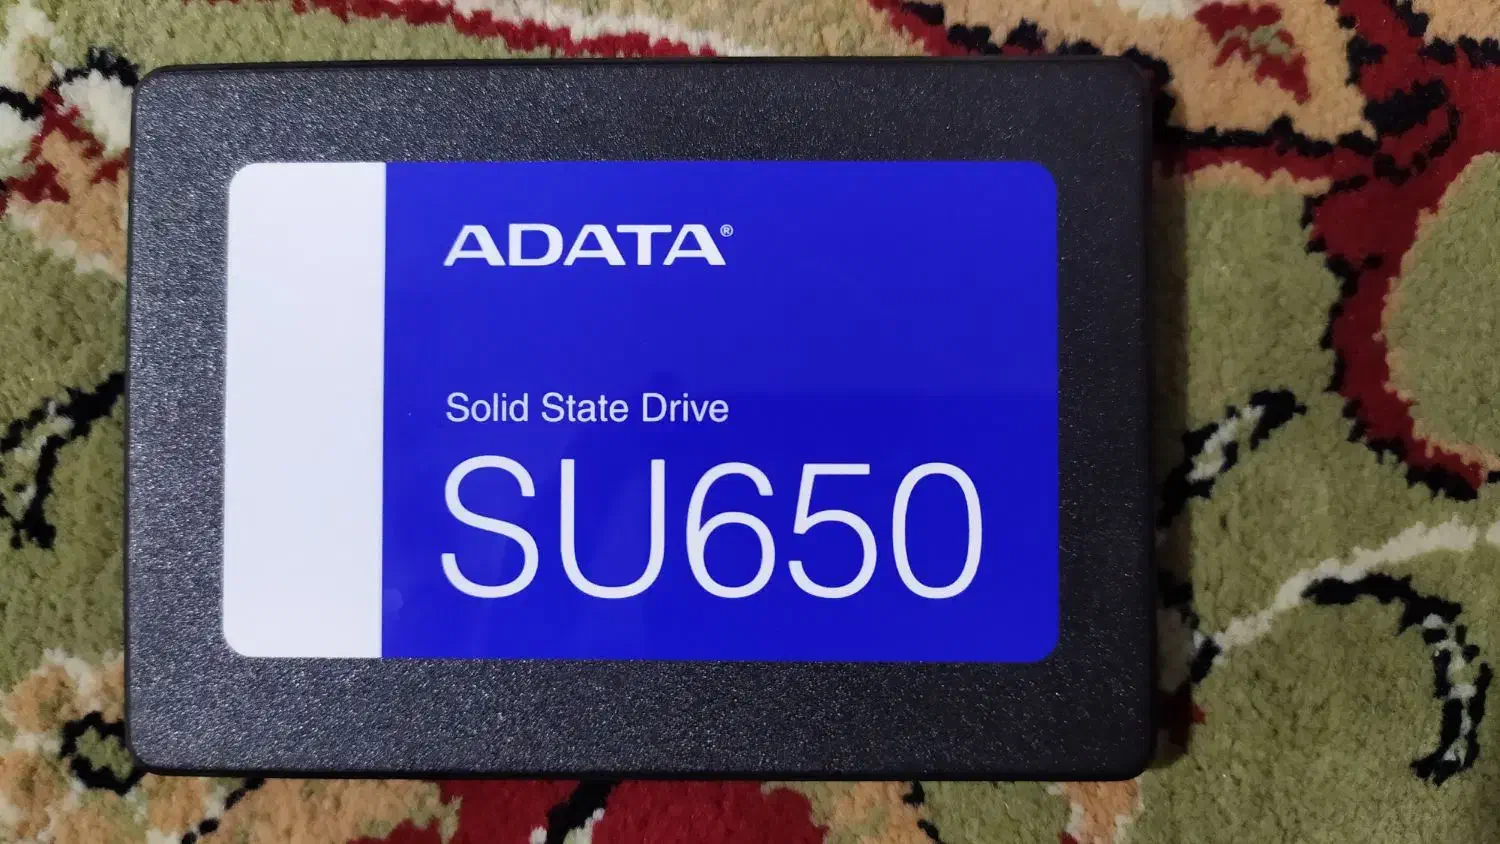 ADATA®
Solid State Drive
SU650